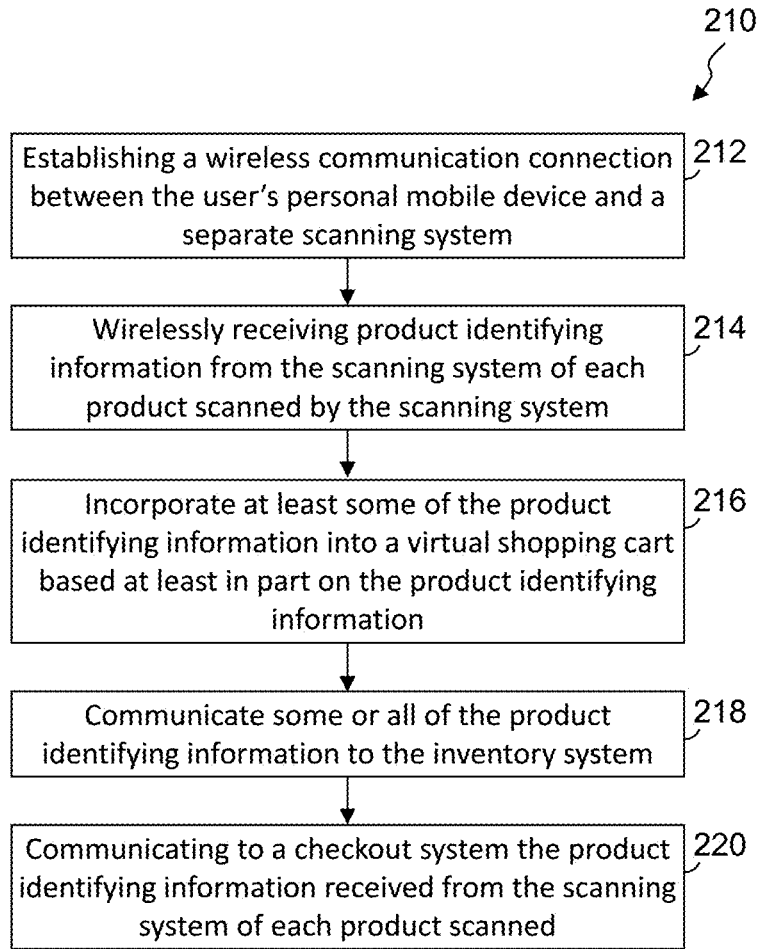 210
Establishing a wireless communication connection
between the user's personal mobile device and a
separate scanning system
212
Wirelessly receiving product identifying
information from the scanning system of each
product scanned by the scanning system
214
Incorporate at least some of the product
identifying information into a virtual shopping cart
based at least in part on the product identifying
information
216
Communicate some or all of the product
identifying information to the inventory system
218
Communicating to a checkout system the product
identifying information received from the scanning
system of each product scanned
220